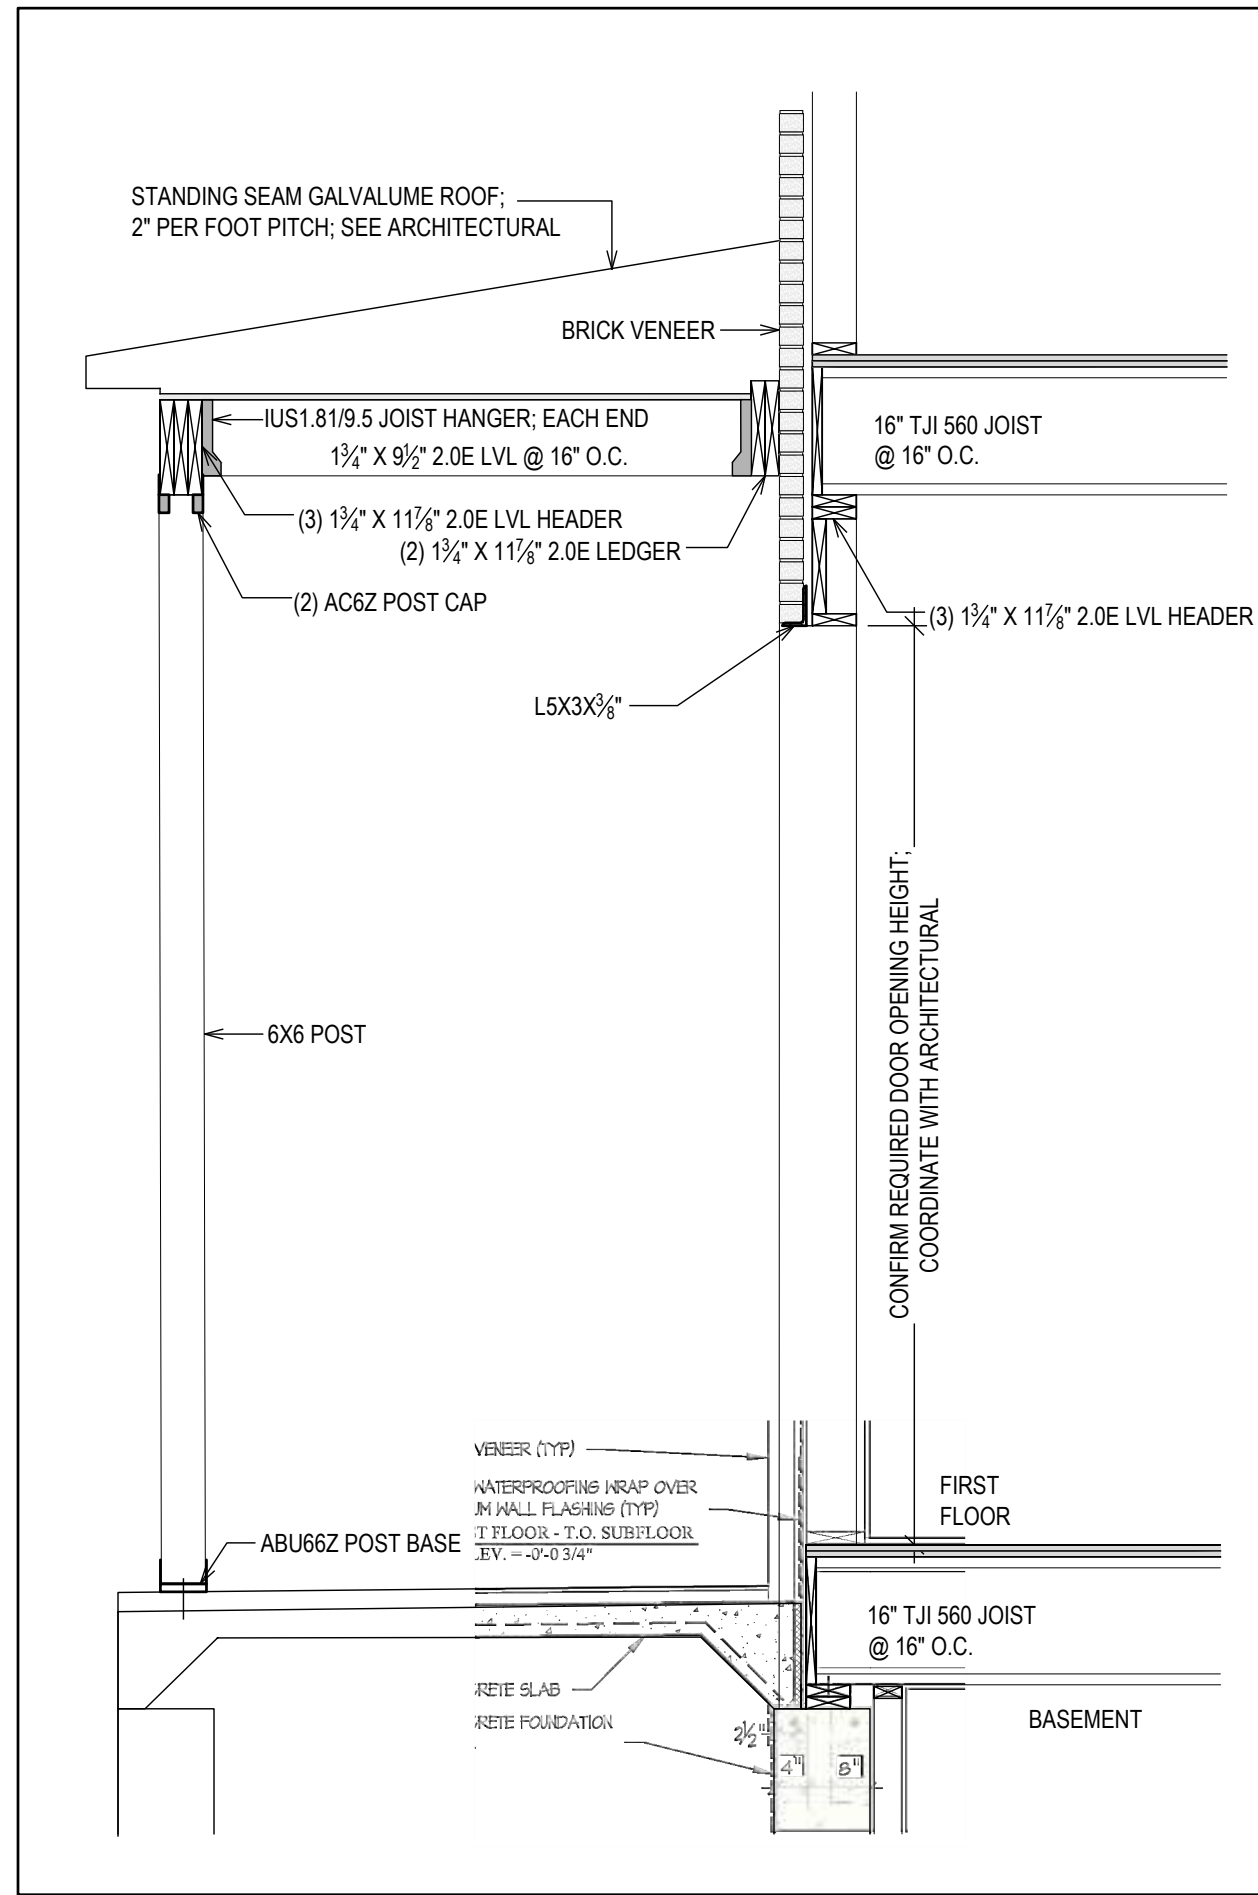 STANDING SEAM GALVALUME ROOF;
2" PER FOOT PITCH; SEE ARCHITECTURAL
BRICK VENEER
IUS1.81/9.5 JOIST HANGER; EACH END
1¾" X 9½" 2.0E LVL @ 16" O.C.
16" TJI 560 JOIST
@ 16" O.C.
(3) 1¾" X 11⅞" 2.0E LVL HEADER
(2) 1¾" X 11⅞" 2.0E LEDGER
(2) AC6Z POST CAP
(3) 1¾" X 11⅞" 2.0E LVL HEADER
L5X3X⅜"
CONFIRM REQUIRED DOOR OPENING HEIGHT;
COORDINATE WITH ARCHITECTURAL
6X6 POST
VENEER (TYP)
WATERPROOFING WRAP OVER
UM WALL FLASHING (TYP)
T FLOOR - T.O. SUBFLOOR
LEV. = -0'-0 3/4"
FIRST
FLOOR
ABU66Z POST BASE
16" TJI 560 JOIST
@ 16" O.C.
RETE SLAB
RETE FOUNDATION
2½"
4"
8"
BASEMENT